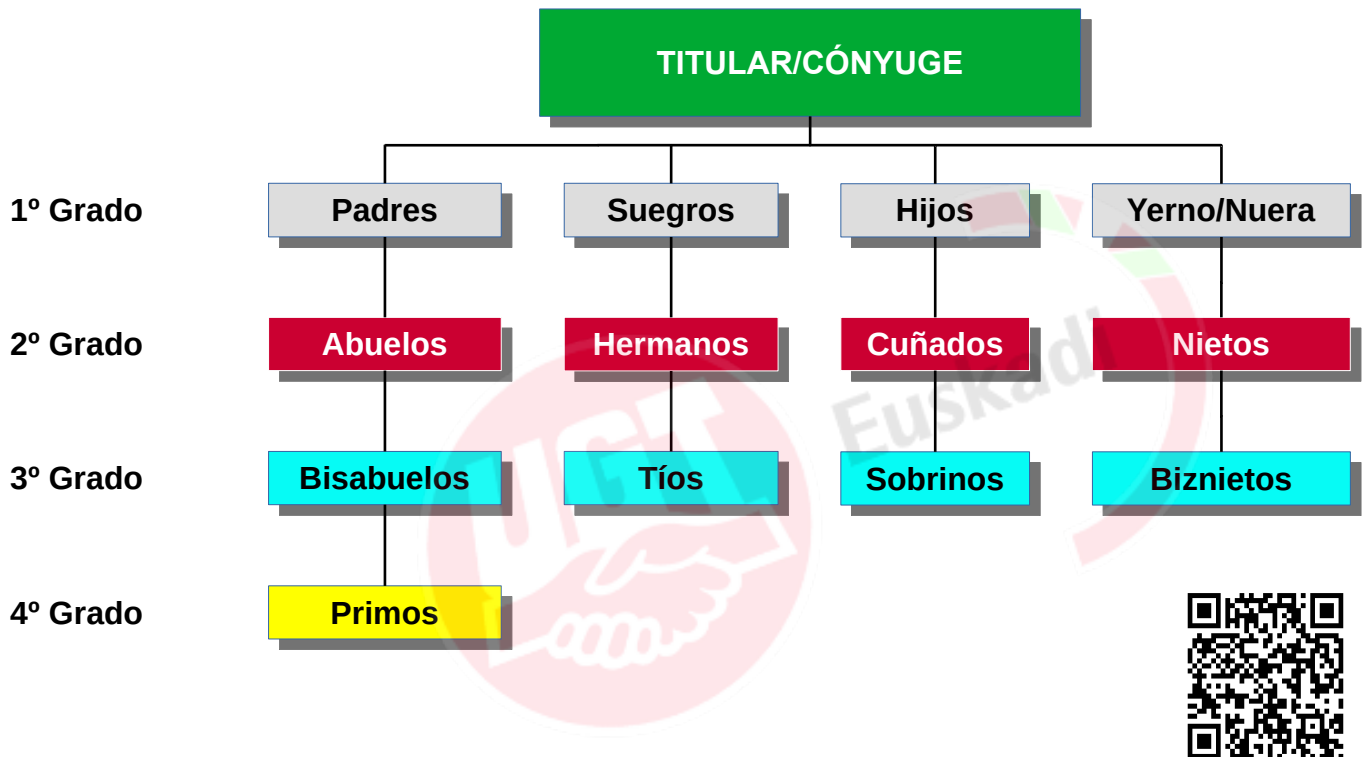 TITULAR/CÓNYUGE
1º Grado Padres Suegros Hijos Yerno/Nuera
2º Grado Abuelos Hermanos Cuñados Nietos
3º Grado Bisabuelos Tíos Sobrinos Biznietos
4º Grado Primos
UGT
Euskadi